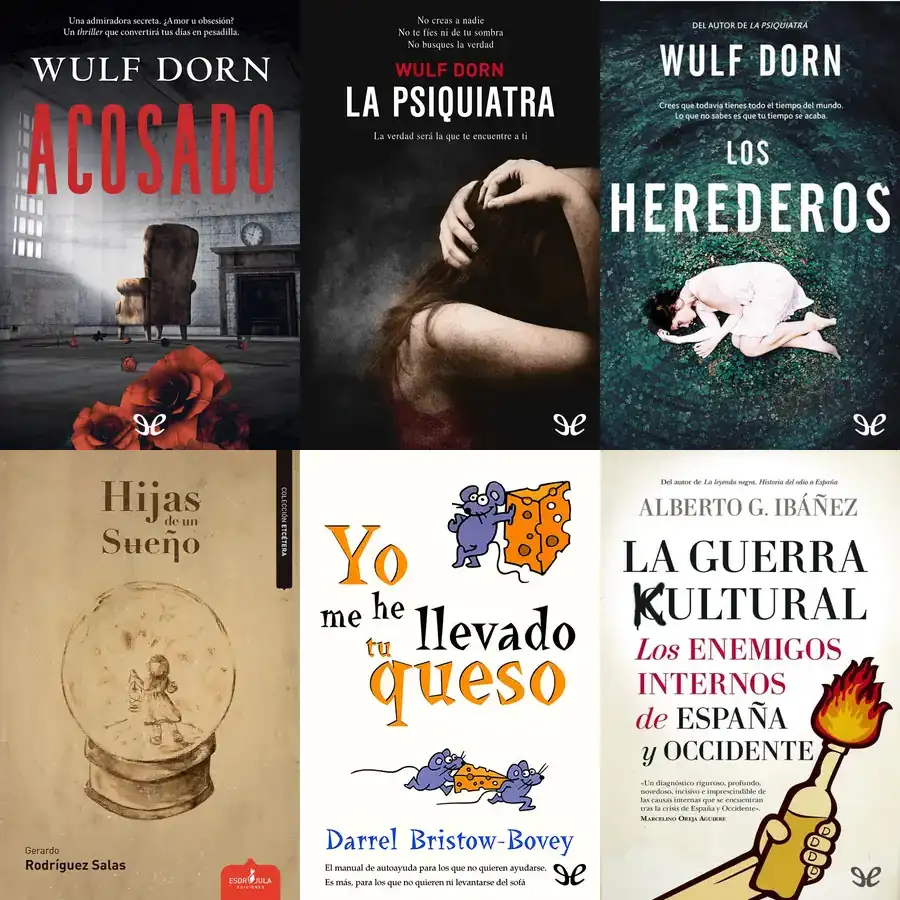 Una admiradora secreta. ¿Amor u obsesión?
Un thriller que convertirá tus días en pesadilla.
WULF DORN
ACOSADO
No creas a nadie
No te fíes ni de tu sombra
No busques la verdad
WULF DORN
LA PSIQUIATRA
La verdad será la que te encuentre a ti
DEL AUTOR DE LA PSIQUIATRA
WULF DORN
Crees que todavía tienes todo el tiempo del mundo.
Lo que no sabes es que tu tiempo se acaba.
LOS
HEREDEROS
Hijas
de un
Sueño
COLECCIÓN ETCÉTERA
Gerardo
Rodríguez Salas
ESDRÚJULA
EDICIONES
Yo
me he
llevado
tu
queso
Darrel Bristow-Bovey
El manual de autoayuda para los que no quieren ayudarse.
Es más, para los que no quieren ni levantarse del sofá
Del autor de La leyenda negra. Historia del odio a España
ALBERTO G. IBÁÑEZ
LA GUERRA
KULTURAL
Los ENEMIGOS
INTERNOS
de ESPAÑA
y OCCIDENTE
«Un diagnóstico riguroso, profundo,
novedoso, incisivo e imprescindible de
las causas internas que se encuentran
tras la crisis de España y Occidente».
MARCELINO OREJA AGUIRRE